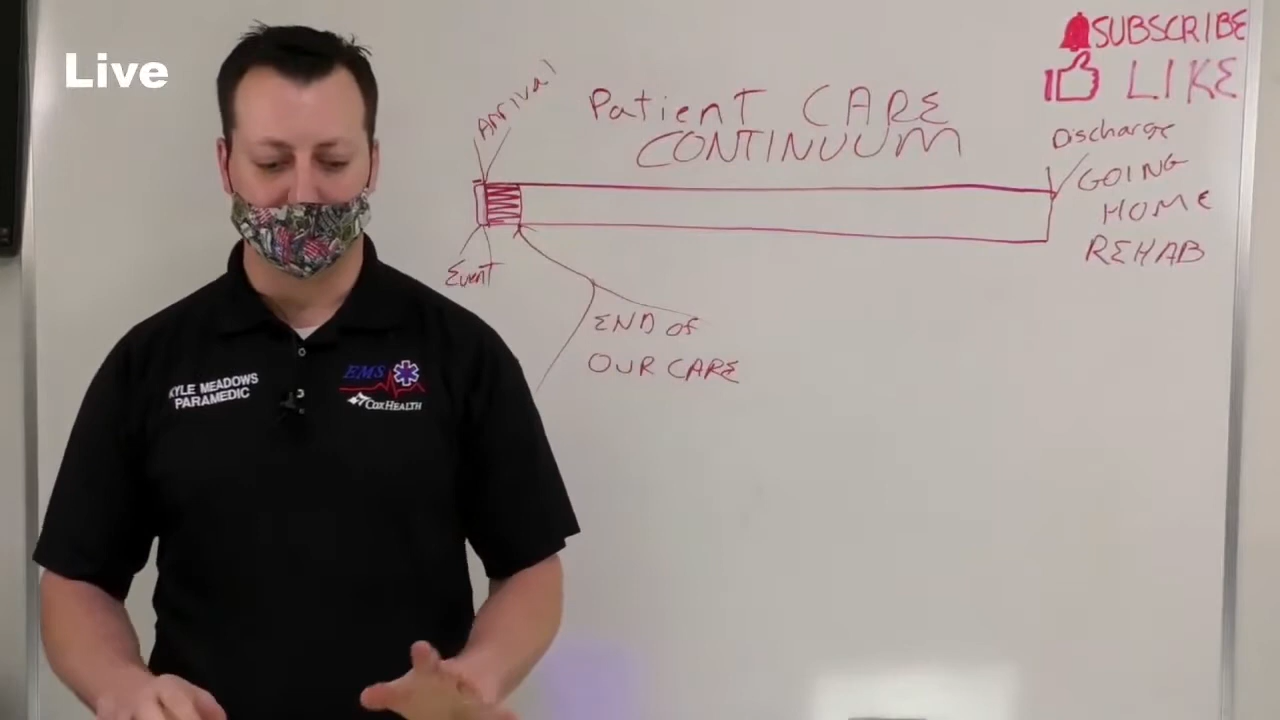 Live
SUBSCRIBE
LIKE
Patient CARE
CONTINUUM
Arrival
Discharge
GOING
HOME
REHAB
Event
END OF
OUR CARE
KYLE MEADOWS
PARAMEDIC
EMS
COXHEALTH